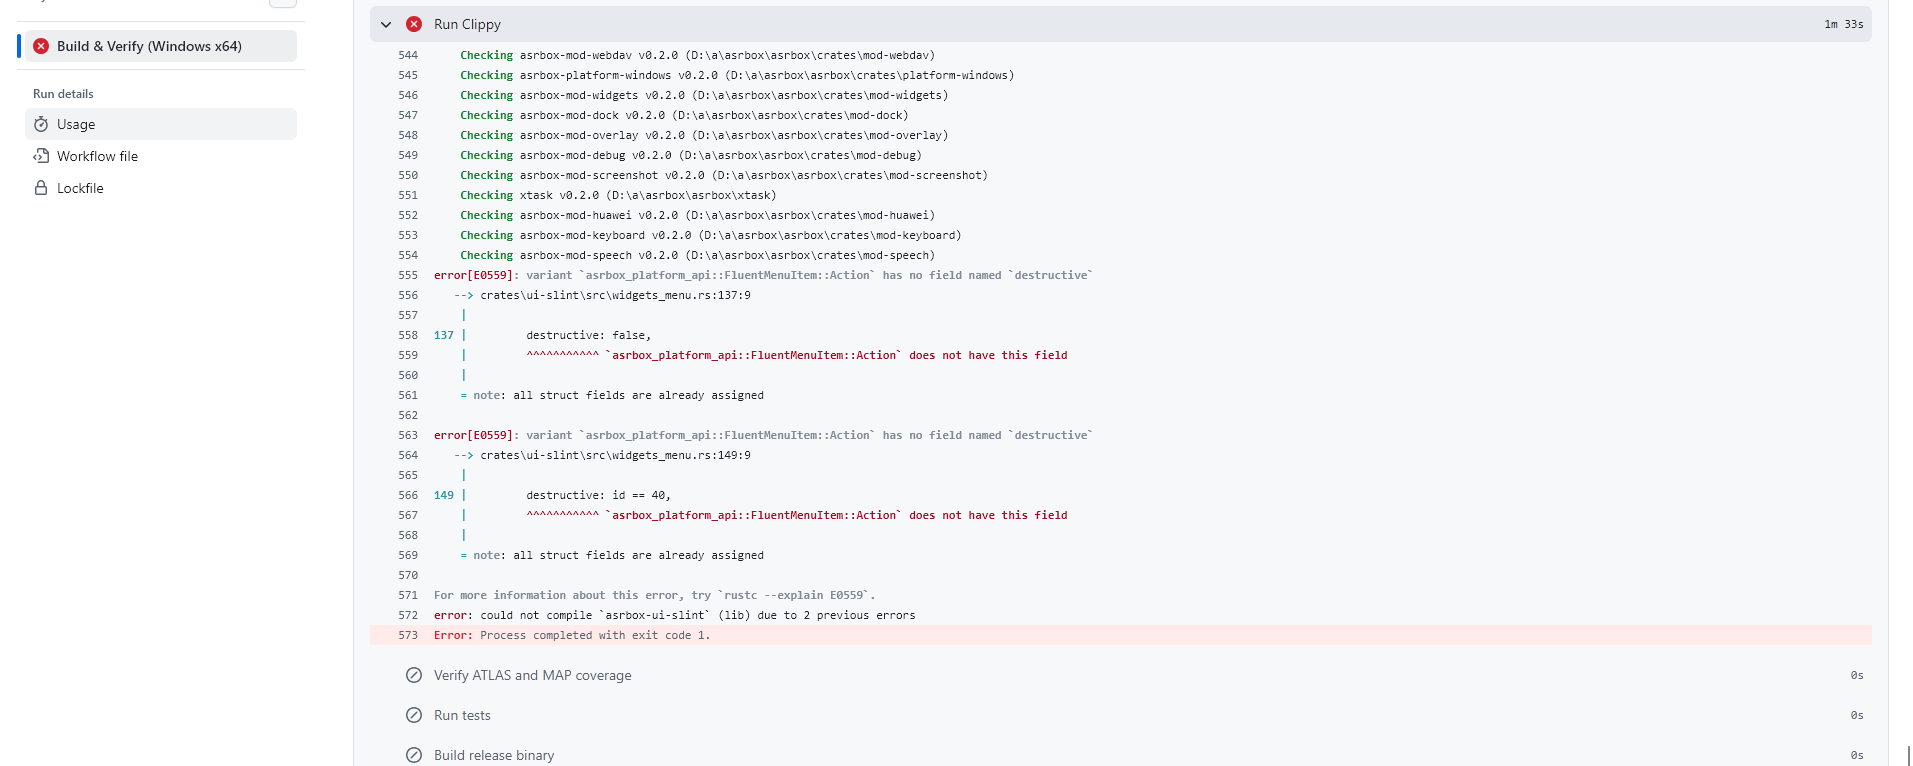 Build & Verify (Windows x64)
Run details
Usage
Workflow file
Lockfile
Run Clippy 1m 33s
544 Checking asrbox-mod-webdav v0.2.0 (D:\a\asrbox\asrbox\crates\mod-webdav)
545 Checking asrbox-platform-windows v0.2.0 (D:\a\asrbox\asrbox\crates\platform-windows)
546 Checking asrbox-mod-widgets v0.2.0 (D:\a\asrbox\asrbox\crates\mod-widgets)
547 Checking asrbox-mod-dock v0.2.0 (D:\a\asrbox\asrbox\crates\mod-dock)
548 Checking asrbox-mod-overlay v0.2.0 (D:\a\asrbox\asrbox\crates\mod-overlay)
549 Checking asrbox-mod-debug v0.2.0 (D:\a\asrbox\asrbox\crates\mod-debug)
550 Checking asrbox-mod-screenshot v0.2.0 (D:\a\asrbox\asrbox\crates\mod-screenshot)
551 Checking xtask v0.2.0 (D:\a\asrbox\asrbox\xtask)
552 Checking asrbox-mod-huawei v0.2.0 (D:\a\asrbox\asrbox\crates\mod-huawei)
553 Checking asrbox-mod-keyboard v0.2.0 (D:\a\asrbox\asrbox\crates\mod-keyboard)
554 Checking asrbox-mod-speech v0.2.0 (D:\a\asrbox\asrbox\crates\mod-speech)
555 error[E0559]: variant `asrbox_platform_api::FluentMenuItem::Action` has no field named `destructive`
556 --> crates\ui-slint\src\widgets_menu.rs:137:9
557 |
558 137 | destructive: false,
559 | ^^^^^^^^^^^ `asrbox_platform_api::FluentMenuItem::Action` does not have this field
560 |
561 = note: all struct fields are already assigned
562
563 error[E0559]: variant `asrbox_platform_api::FluentMenuItem::Action` has no field named `destructive`
564 --> crates\ui-slint\src\widgets_menu.rs:149:9
565 |
566 149 | destructive: id == 40,
567 | ^^^^^^^^^^^ `asrbox_platform_api::FluentMenuItem::Action` does not have this field
568 |
569 = note: all struct fields are already assigned
570
571 For more information about this error, try `rustc --explain E0559`.
572 error: could not compile `asrbox-ui-slint` (lib) due to 2 previous errors
573 Error: Process completed with exit code 1.
Verify ATLAS and MAP coverage 0s
Run tests 0s
Build release binary 0s